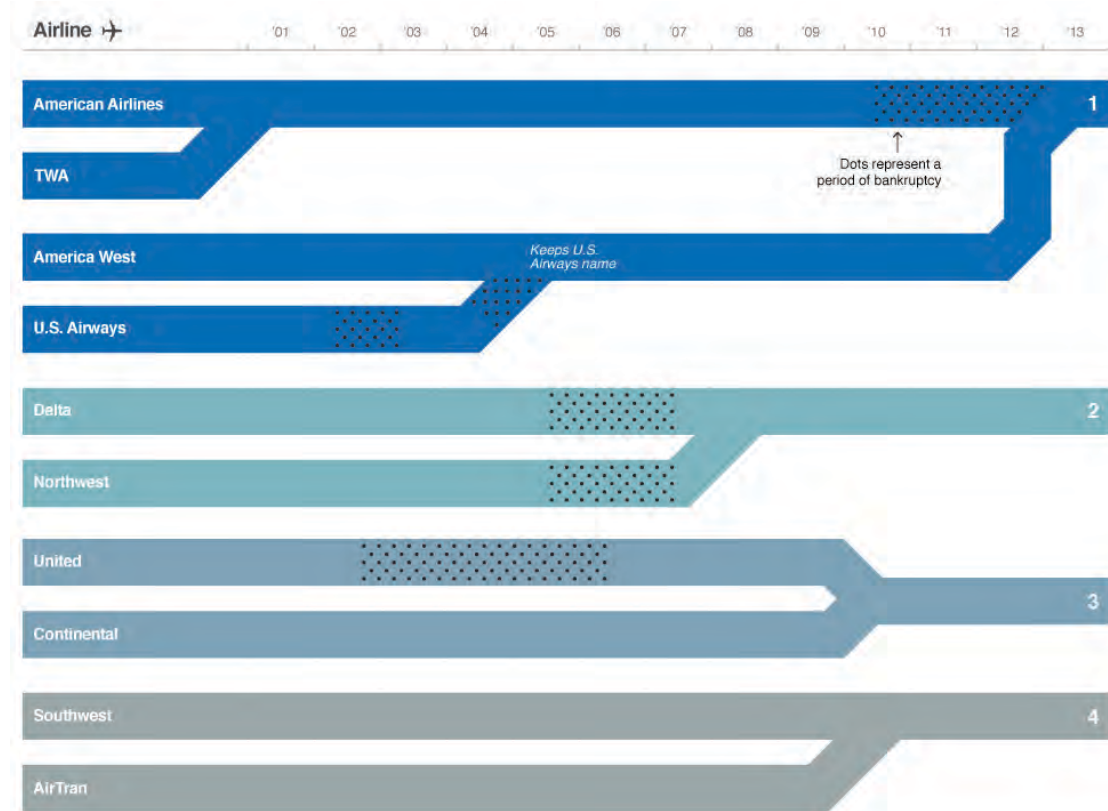 Airline
'01 '02 '03 '04 '05 '06 '07 '08 '09 '10 '11 '12 '13
American Airlines
1
Dots represent a
period of bankruptcy
TWA
America West
Keeps U.S.
Airways name
U.S. Airways
Delta
2
Northwest
United
3
Continental
Southwest
4
AirTran